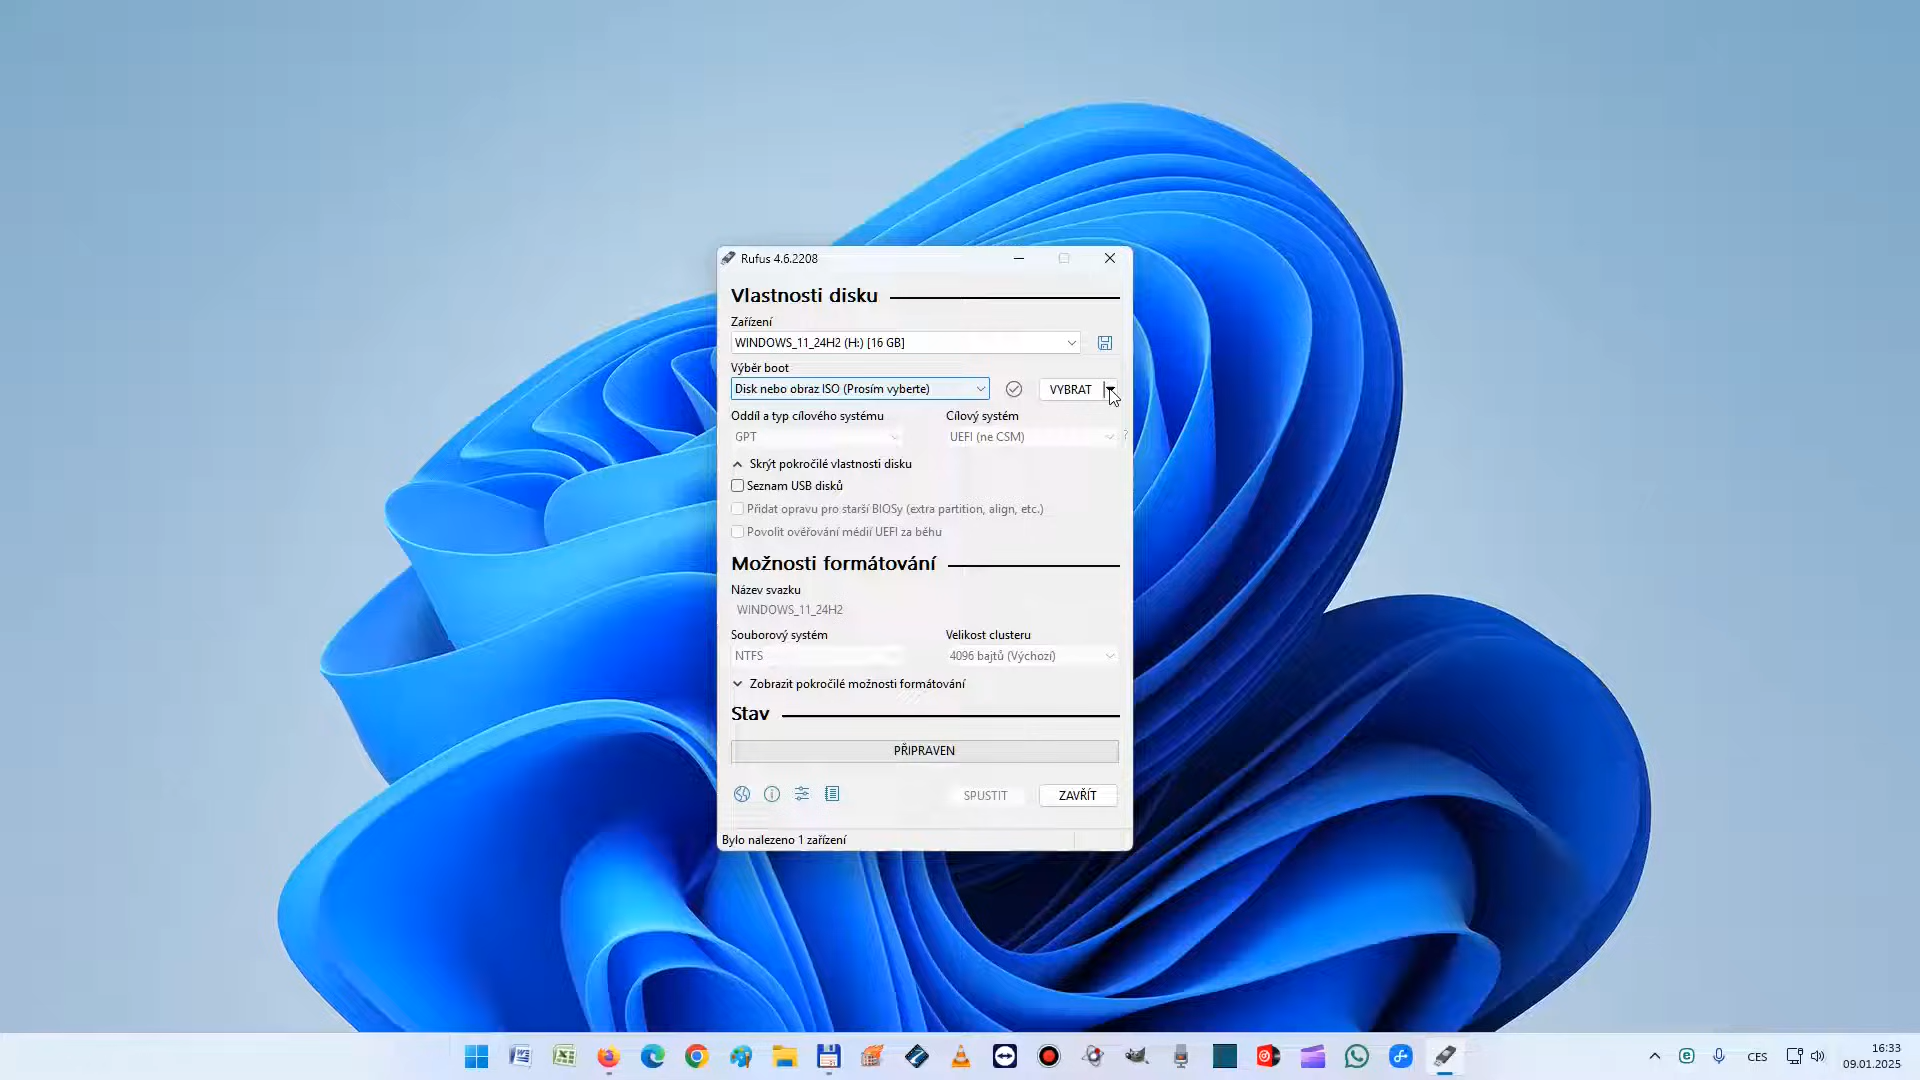 Rufus 4.6.2208
Vlastnosti disku
Zařízení
WINDOWS_11_24H2 (H:) [16 GB]
Výběr boot
Disk nebo obraz ISO (Prosím vyberte)
VYBRAT
Oddíl a typ cílového systému
Cílový systém
GPT
UEFI (ne CSM)
?
Skrýt pokročilé vlastnosti disku
Seznam USB disků
Přidat opravu pro starší BIOSy (extra partition, align, etc.)
Povolit ověřování médií UEFI za běhu
Možnosti formátování
Název svazku
WINDOWS_11_24H2
Souborový systém
Velikost clusteru
NTFS
4096 bajtů (Výchozí)
Zobrazit pokročilé možnosti formátování
Stav
PŘIPRAVEN
SPUSTIT
ZAVŘÍT
Bylo nalezeno 1 zařízení
CES
16:33
09.01.2025